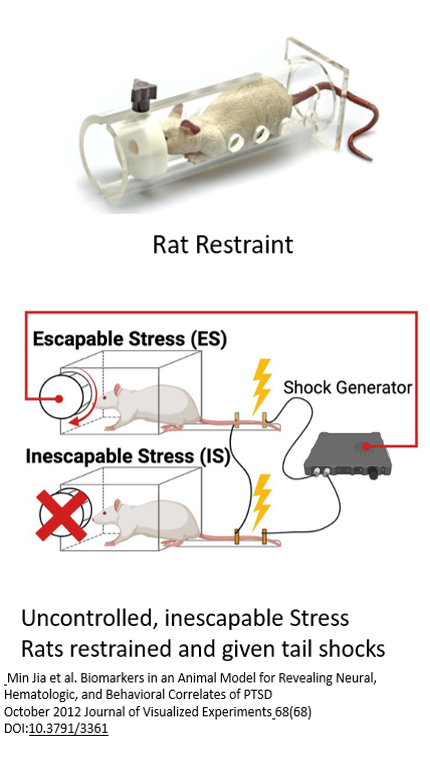 Rat Restraint
Escapable Stress (ES)
Shock Generator
Inescapable Stress (IS)
Uncontrolled, inescapable Stress
Rats restrained and given tail shocks
Min Jia et al. Biomarkers in an Animal Model for Revealing Neural,
Hematologic, and Behavioral Correlates of PTSD
October 2012 Journal of Visualized Experiments 68(68)
DOI:10.3791/3361